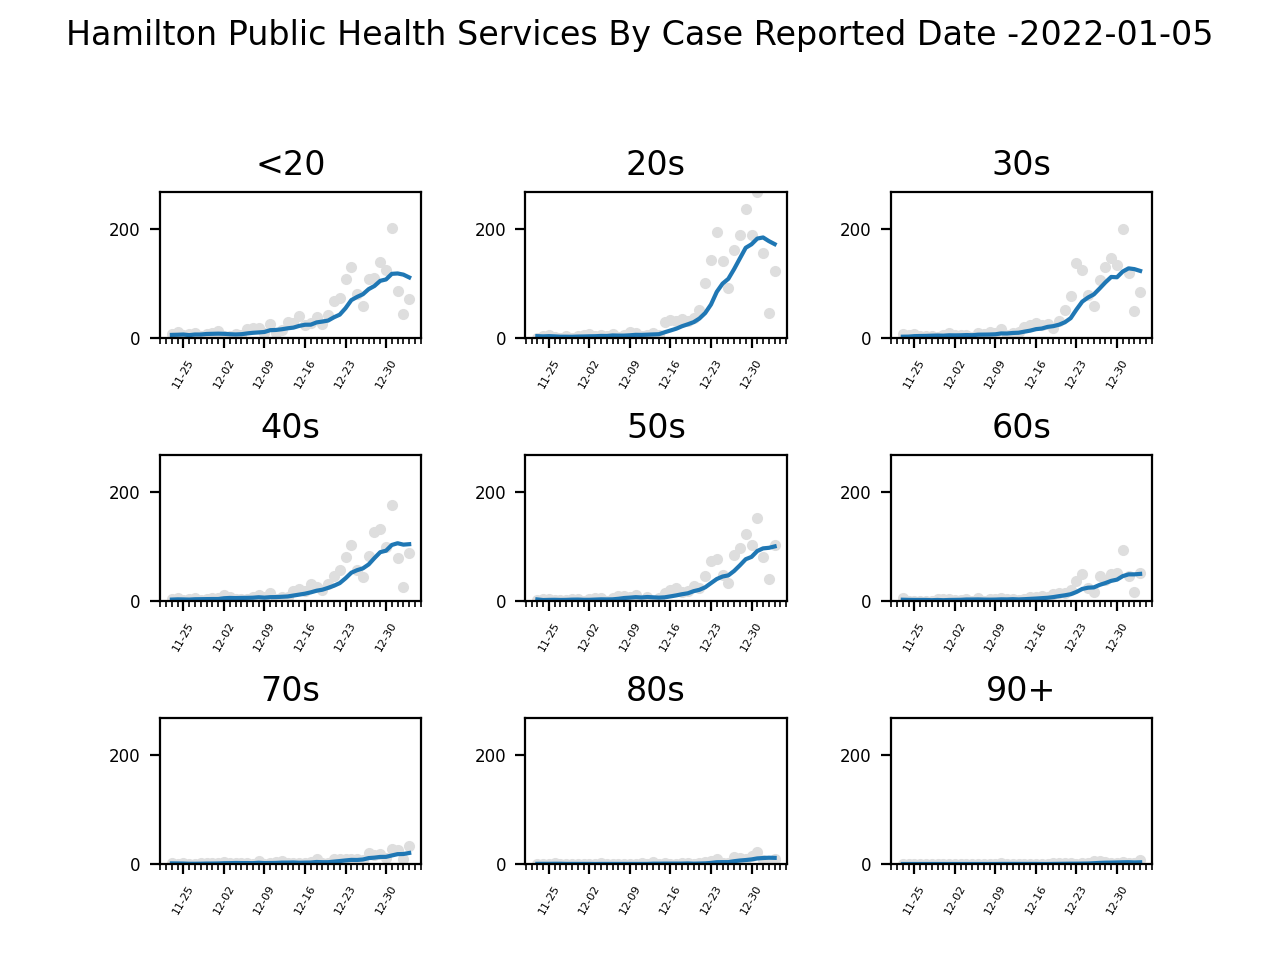 Hamilton Public Health Services By Case Reported Date -2022-01-05
<20 20s 30s
200 200 200
0 0 0
11-25 12-02 12-09 12-16 12-23 12-30 11-25 12-02 12-09 12-16 12-23 12-30 11-25 12-02 12-09 12-16 12-23 12-30
40s 50s 60s
200 200 200
0 0 0
11-25 12-02 12-09 12-16 12-23 12-30 11-25 12-02 12-09 12-16 12-23 12-30 11-25 12-02 12-09 12-16 12-23 12-30
70s 80s 90+
200 200 200
0 0 0
11-25 12-02 12-09 12-16 12-23 12-30 11-25 12-02 12-09 12-16 12-23 12-30 11-25 12-02 12-09 12-16 12-23 12-30